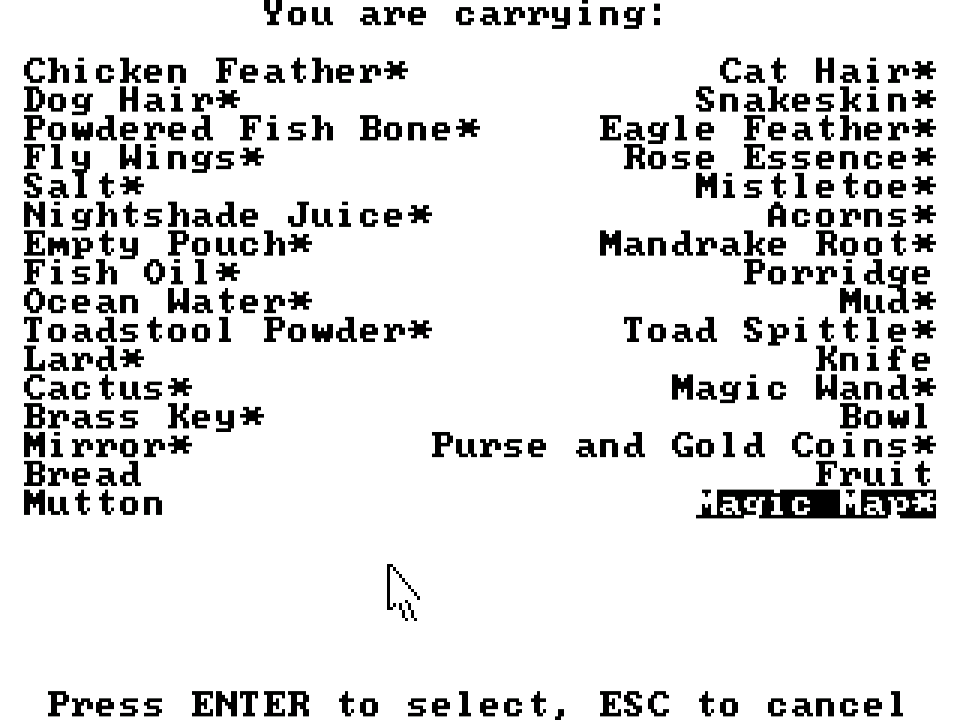 You are carrying:
Chicken Feather* Cat Hair*
Dog Hair* Snakeskin*
Powdered Fish Bone* Eagle Feather*
Fly Wings* Rose Essence*
Salt* Mistletoe*
Nightshade Juice* Acorns*
Empty Pouch* Mandrake Root*
Fish Oil* Porridge
Ocean Water* Mud*
Toadstool Powder* Toad Spittle*
Lard* Knife
Cactus* Magic Wand*
Brass Key* Bowl
Mirror* Purse and Gold Coins*
Bread Fruit
Mutton Magic Map*
Press ENTER to select, ESC to cancel